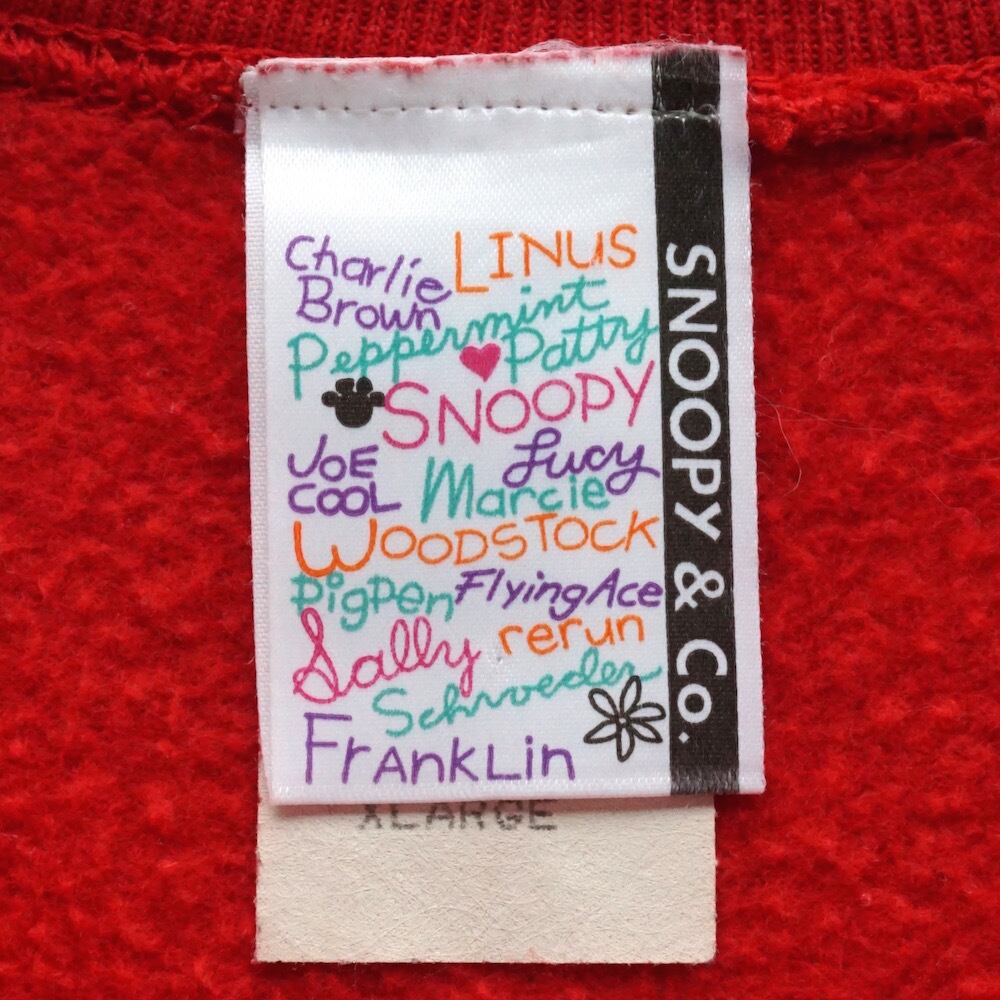 Charlie Brown
LINUS
Peppermint Patty
SNOOPY
JOE COOL
Lucy
Marcie
WOODSTOCK
PigPen
FlyingAce
Sally
rerun
Schroeder
FrAnkLin
SNOOPY & Co.
XLARGE